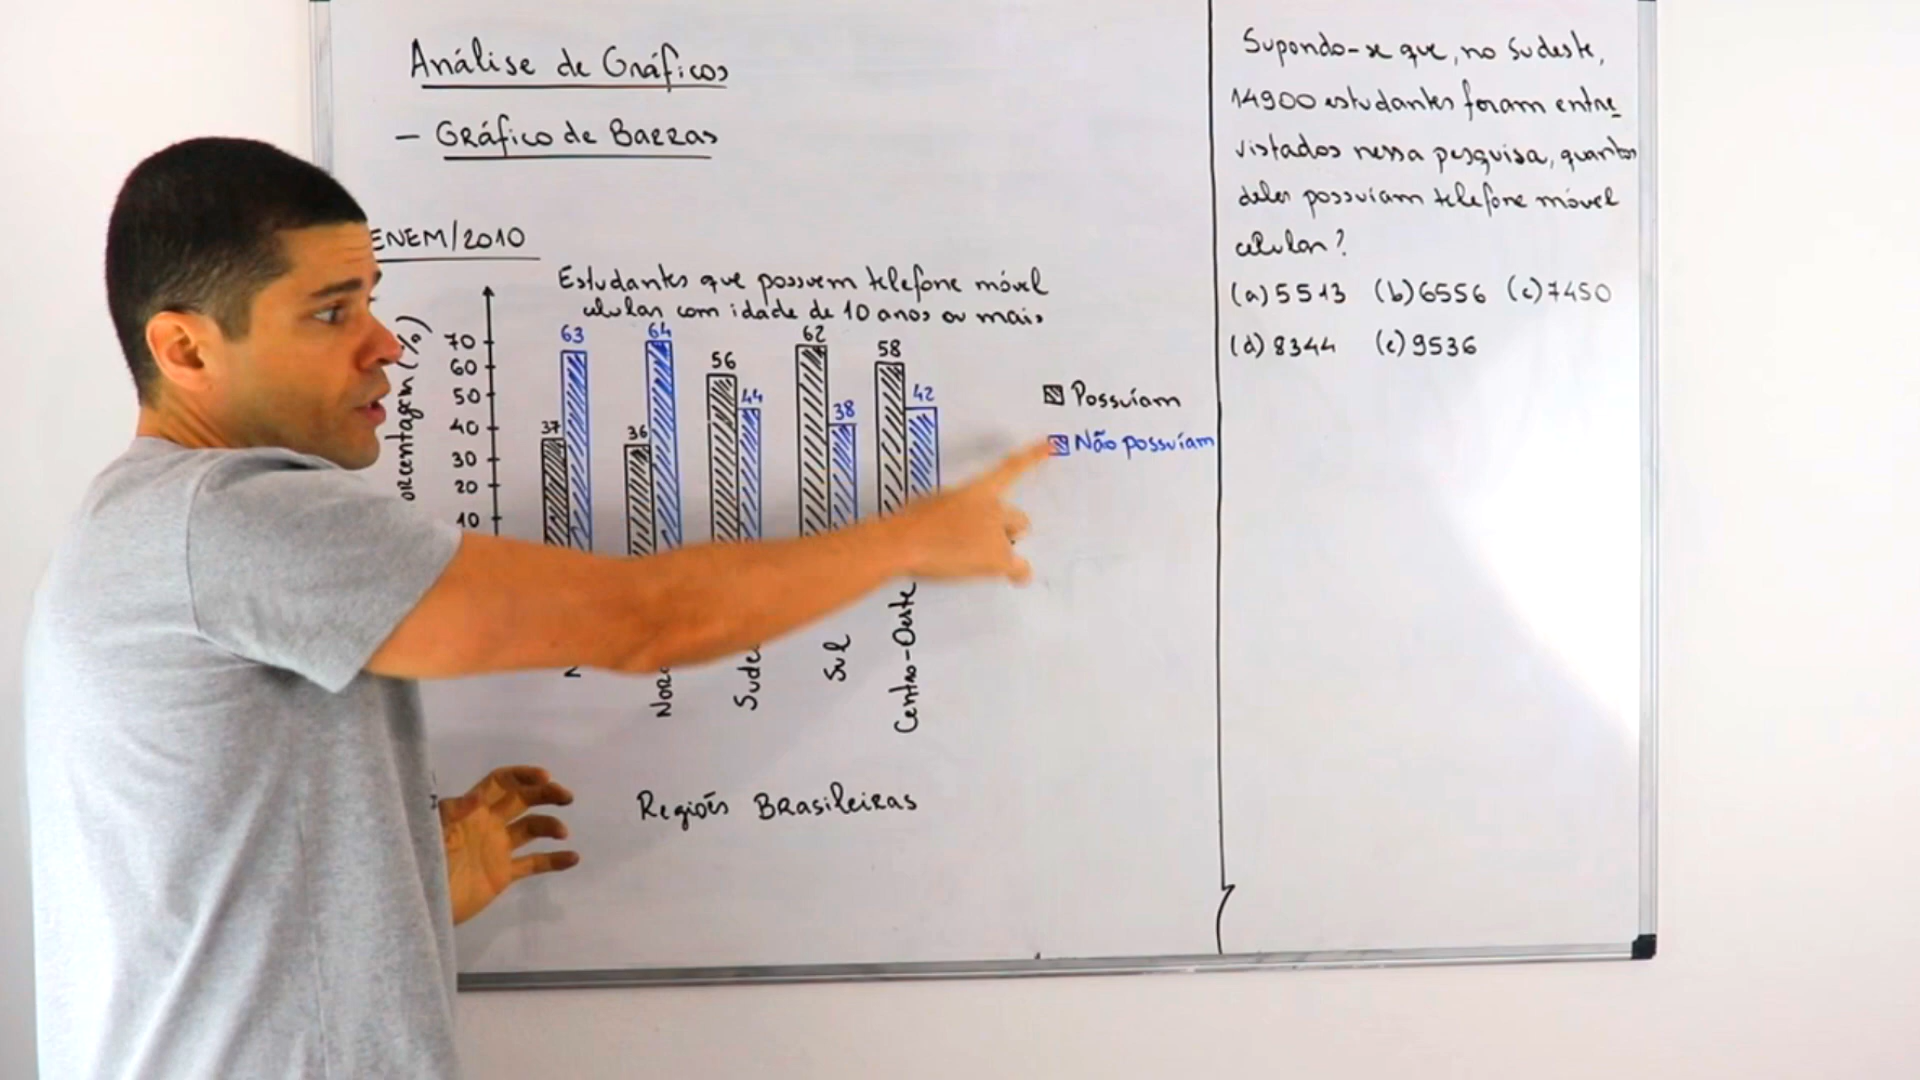 Análise de Gráficos
- Gráfico de Barras
ENEM/2010
Estudantes que possuem telefone móvel
celular com idade de 10 anos ou mais
70
60
50
40
30
20
10
37
63
36
64
56
44
62
38
58
42
Possuíam
Não possuíam
Sul
Centro-Oeste
Regiões Brasileiras
Supondo-se que, no Sudeste,
14900 estudantes foram entre
vistados nessa pesquisa, quantos
deles possuíam telefone móvel
celular?
(a) 5513 (b) 6556 (c) 7450
(d) 8344 (e) 9536